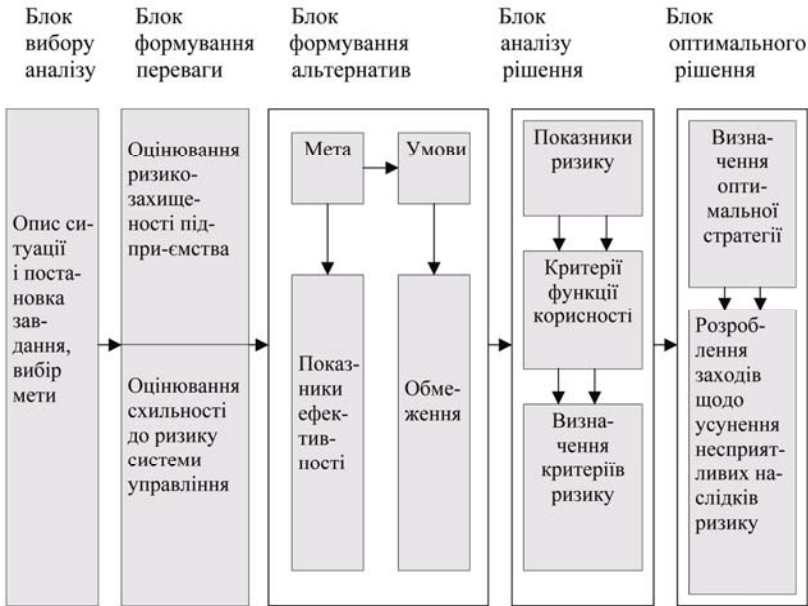 Блок
вибору
аналізу
Блок
формування
переваги
Блок
формування
альтернатив
Блок
аналізу
рішення
Блок
оптимального
рішення
Опис си-
туації
і поста-
новка
зав-
дання,
вибір
мети
Оцінювання
ризико-
захище-
ності під-
при-ємства
Оцінювання
схильності
до ризику
системи
управління
Мета
Умови
Показ-
ники
ефек-
тив-
ності
Обме-
ження
Показники
ризику
Критерії
функції
корисності
Визна-
чення
критеріїв
ризику
Визна-
чення
опти-
мальної
стратегії
Розроб-
лення
заходів
щодо
усунення
несприят-
ливих на-
слідків
ризику